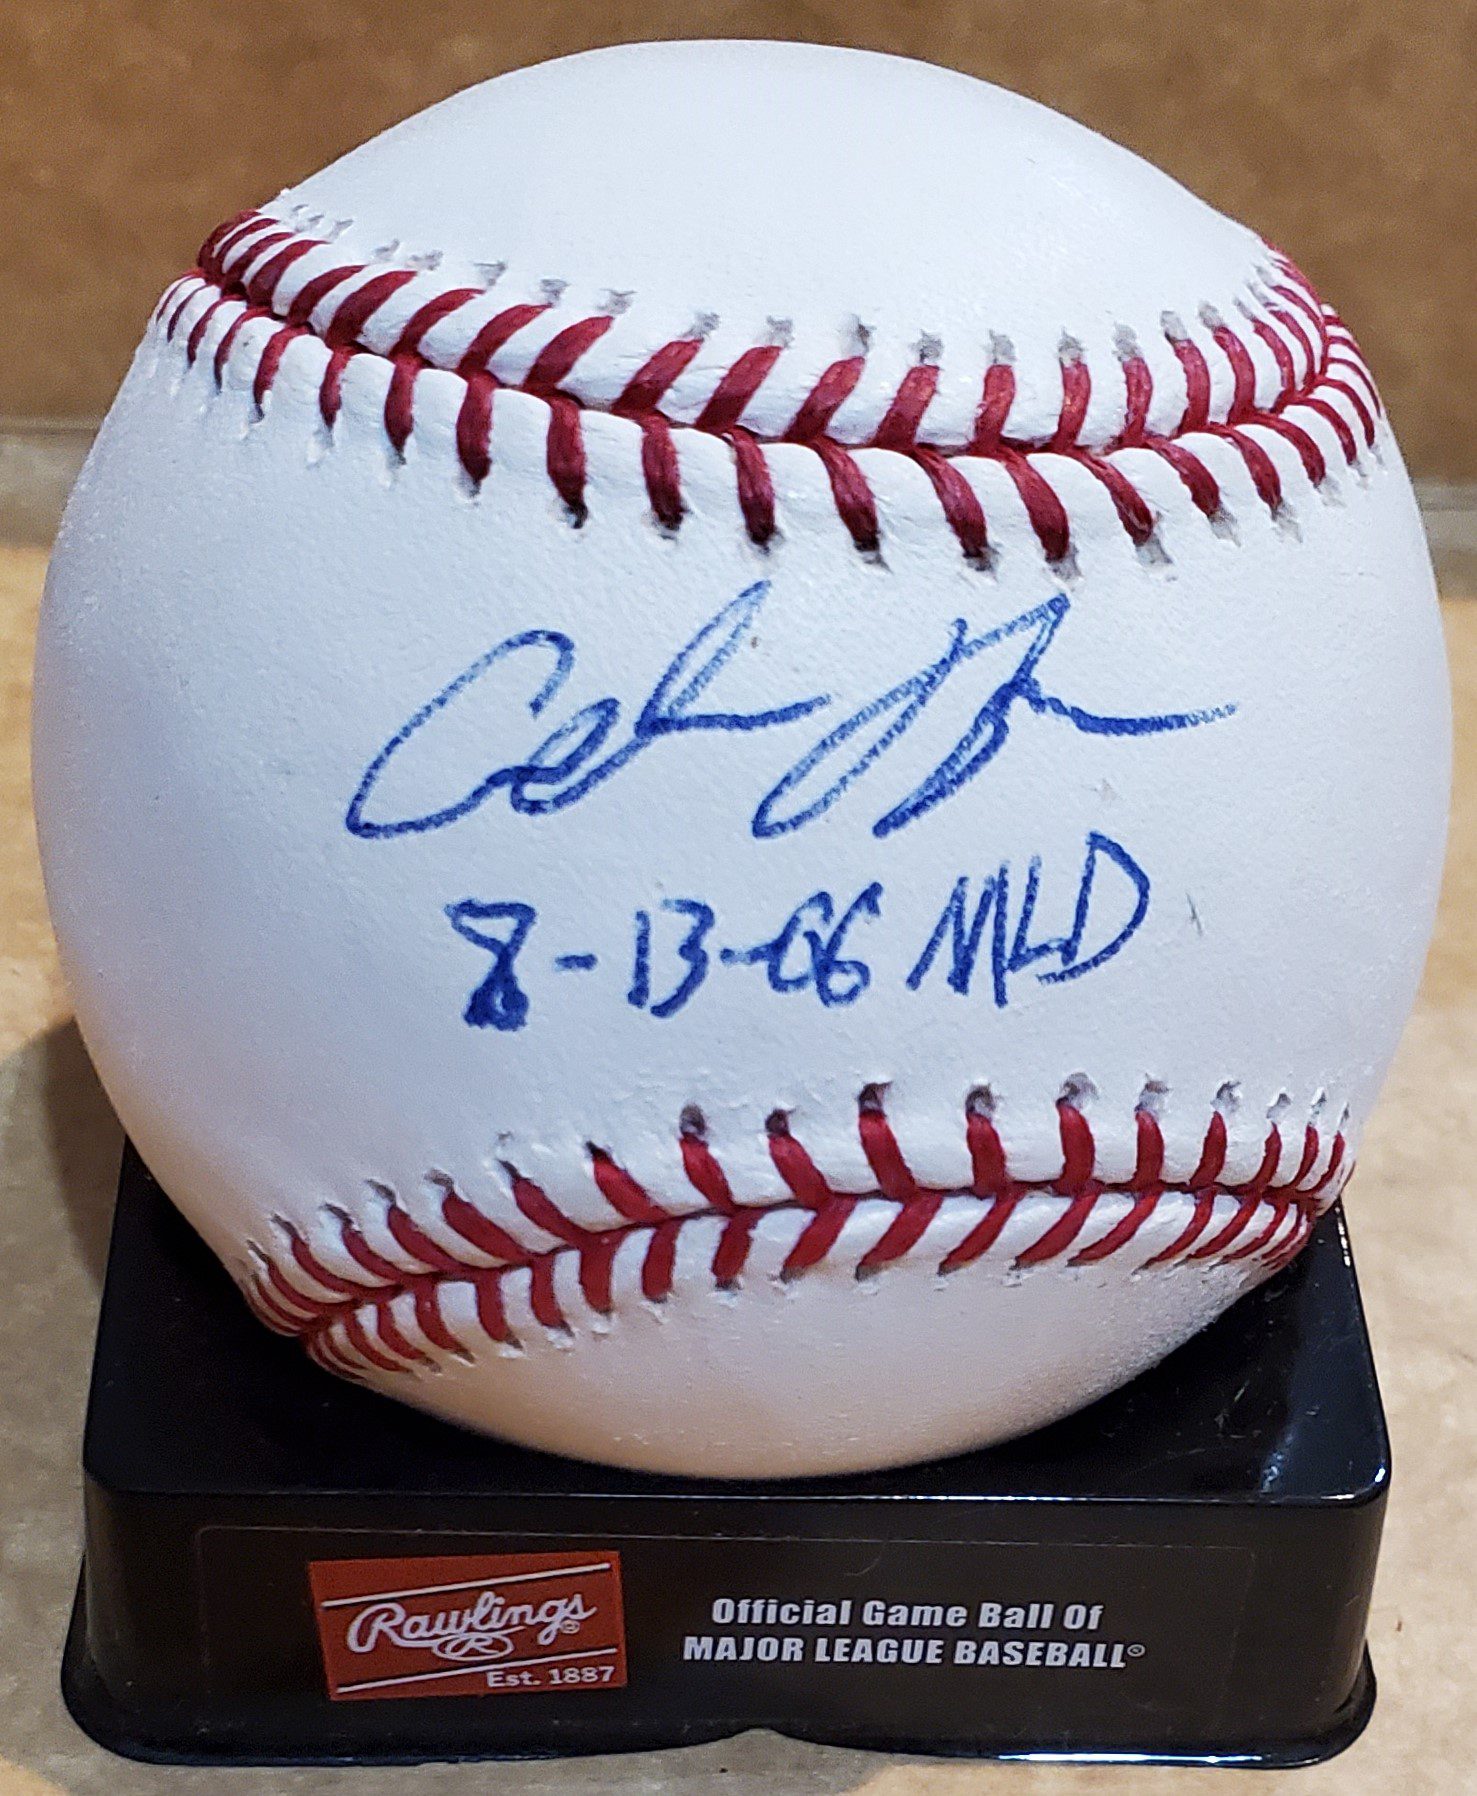 8-13-06 MLD
Rawlings®
R
Est. 1887
Official Game Ball Of
MAJOR LEAGUE BASEBALL®